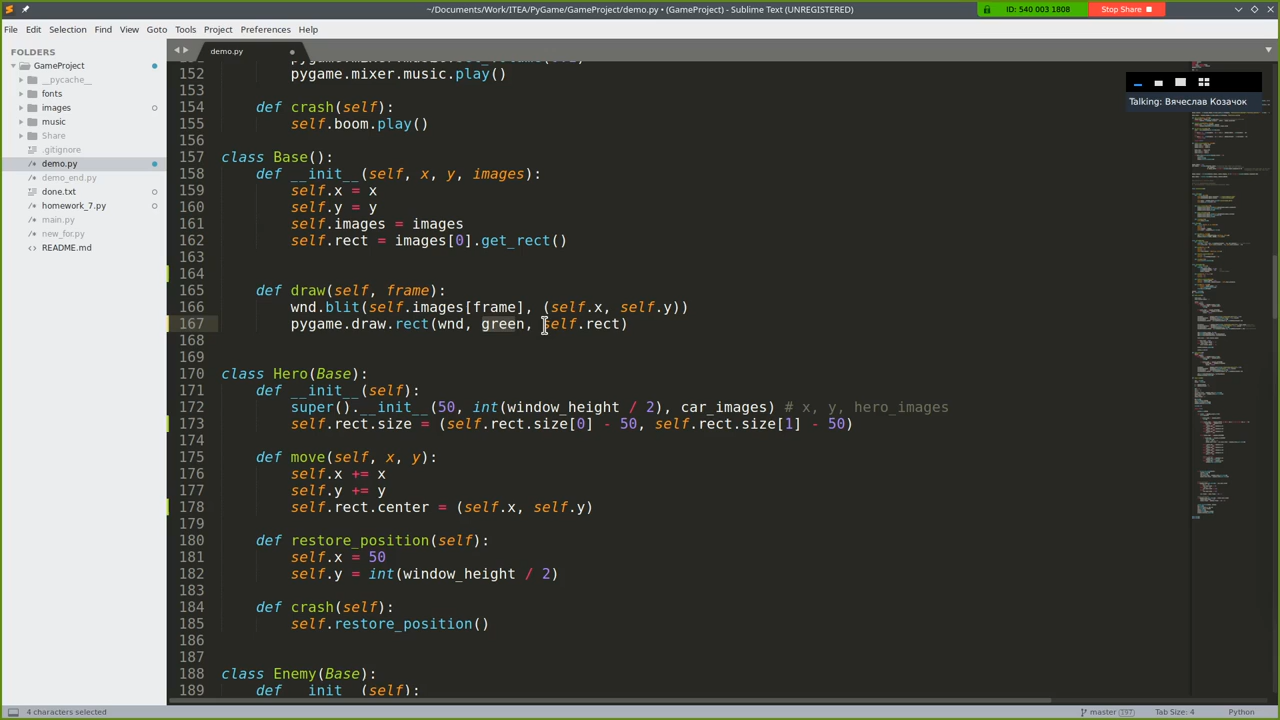 ~/Documents/Work/ITEA/PyGame/GameProject/demo.py • (GameProject) - Sublime Text (UNREGISTERED)
ID: 540 003 1808
Stop Share
File Edit Selection Find View Goto Tools Project Preferences Help
FOLDERS
GameProject
__pycache__
fonts
images
music
Share
.gitignore
demo.py
demo_end.py
done.txt
homework_7.py
main.py
new_for.py
README.md
demo.py
Talking: Вячеслав Козачок
152 pygame.mixer.music.play()
153
154 def crash(self):
155 self.boom.play()
156
157 class Base():
158 def __init__(self, x, y, images):
159 self.x = x
160 self.y = y
161 self.images = images
162 self.rect = images[0].get_rect()
163
164
165 def draw(self, frame):
166 wnd.blit(self.images[frame], (self.x, self.y))
167 pygame.draw.rect(wnd, green, self.rect)
168
169
170 class Hero(Base):
171 def __init__(self):
172 super().__init__(50, int(window_height / 2), car_images) # x, y, hero_images
173 self.rect.size = (self.rect.size[0] - 50, self.rect.size[1] - 50)
174
175 def move(self, x, y):
176 self.x += x
177 self.y += y
178 self.rect.center = (self.x, self.y)
179
180 def restore_position(self):
181 self.x = 50
182 self.y = int(window_height / 2)
183
184 def crash(self):
185 self.restore_position()
186
187
188 class Enemy(Base):
189 def __init__(self):
4 characters selected
master 197
Tab Size: 4
Python